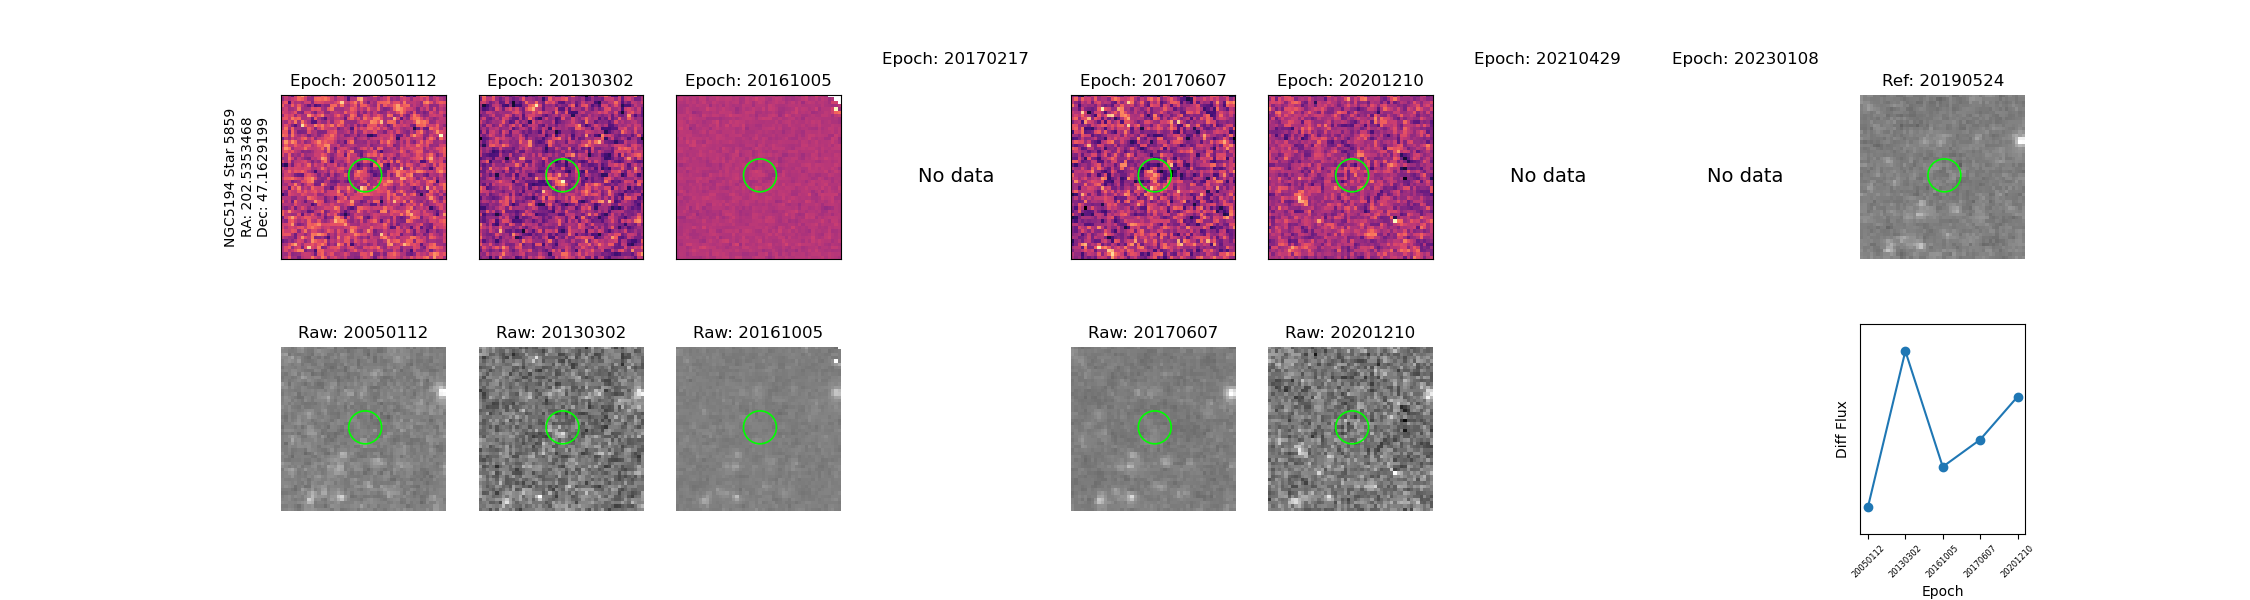 Epoch: 20170217
Epoch: 20210429
Epoch: 20230108
Epoch: 20050112
Epoch: 20130302
Epoch: 20161005
Epoch: 20170607
Epoch: 20201210
Ref: 20190524
NGC5194 Star 5859
RA: 202.5353468
Dec: 47.1629199
No data
No data
No data
Raw: 20050112
Raw: 20130302
Raw: 20161005
Raw: 20170607
Raw: 20201210
Diff Flux
20050112
20130302
20161005
20170607
20201210
Epoch